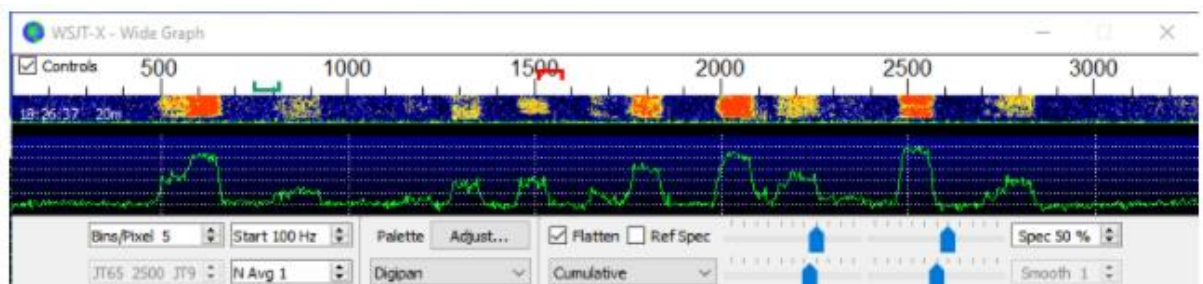 WSJT-X - Wide Graph
Controls 500 1000 1500 2000 2500 3000
18:26:37 20m
Bins/Pixel 5 Start 100 Hz Palette Adjust... Flatten Ref Spec Spec 50 %
JT65 2500 JT9 N Avg 1 Digipan Cumulative Smooth 1